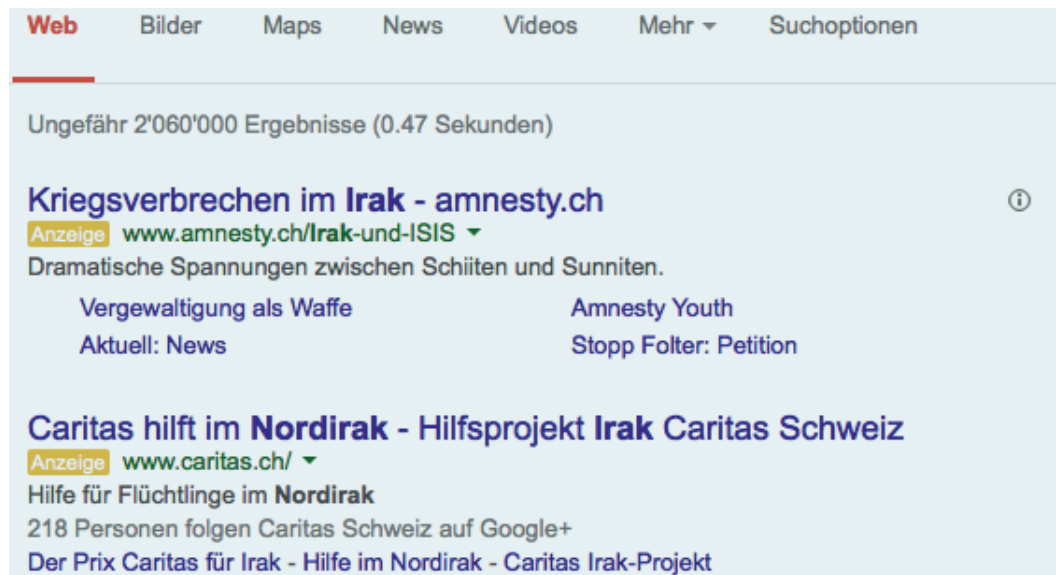 Web Bilder Maps News Videos Mehr Suchoptionen
Ungefähr 2'060'000 Ergebnisse (0.47 Sekunden)
Kriegsverbrechen im Irak - amnesty.ch
Anzeige www.amnesty.ch/Irak-und-ISIS
Dramatische Spannungen zwischen Schiiten und Sunniten.
Vergewaltigung als Waffe Amnesty Youth
Aktuell: News Stopp Folter: Petition
Caritas hilft im Nordirak - Hilfsprojekt Irak Caritas Schweiz
Anzeige www.caritas.ch/
Hilfe für Flüchtlinge im Nordirak
218 Personen folgen Caritas Schweiz auf Google+
Der Prix Caritas für Irak - Hilfe im Nordirak - Caritas Irak-Projekt